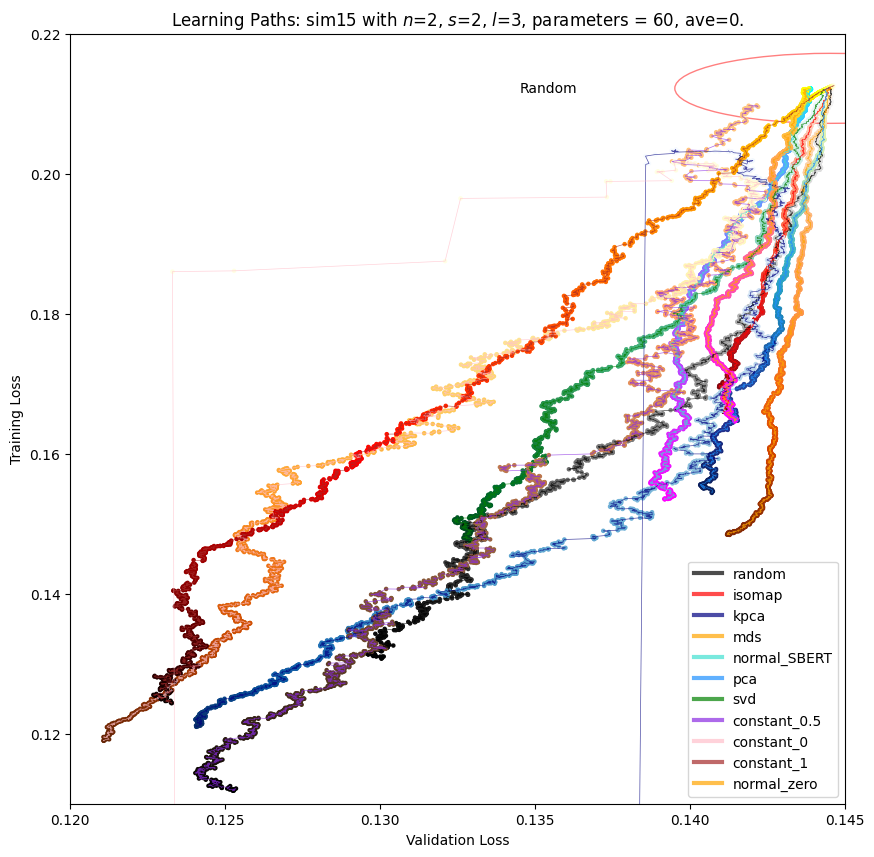 Learning Paths: sim15 with n=2, s=2, l=3, parameters = 60, ave=0.
Training Loss
0.22
0.20
0.18
0.16
0.14
0.12
Random
random
isomap
kpca
mds
normal_SBERT
pca
svd
constant_0.5
constant_0
constant_1
normal_zero
0.120
0.125
0.130
0.135
0.140
0.145
Validation Loss